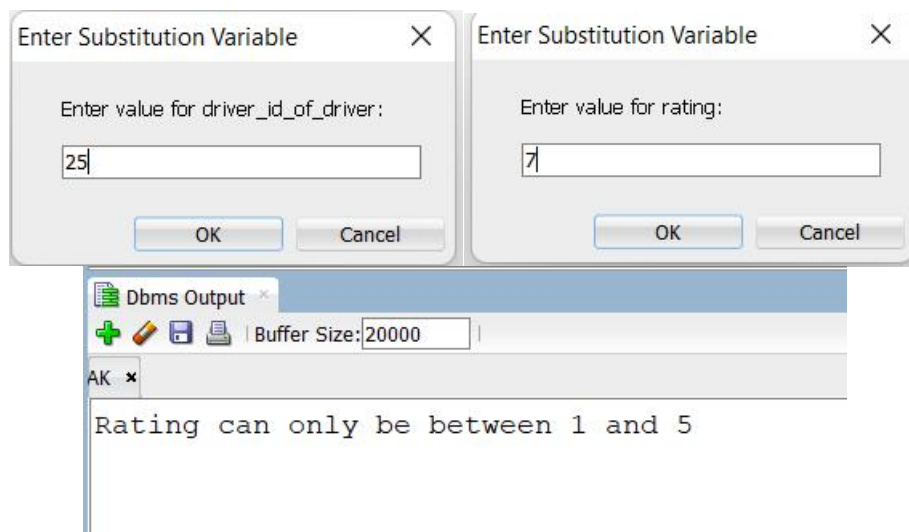 Enter Substitution Variable
Enter value for driver_id_of_driver:
25
OK Cancel
Enter Substitution Variable
Enter value for rating:
7
OK Cancel
Dbms Output
Buffer Size: 20000
AK
Rating can only be between 1 and 5